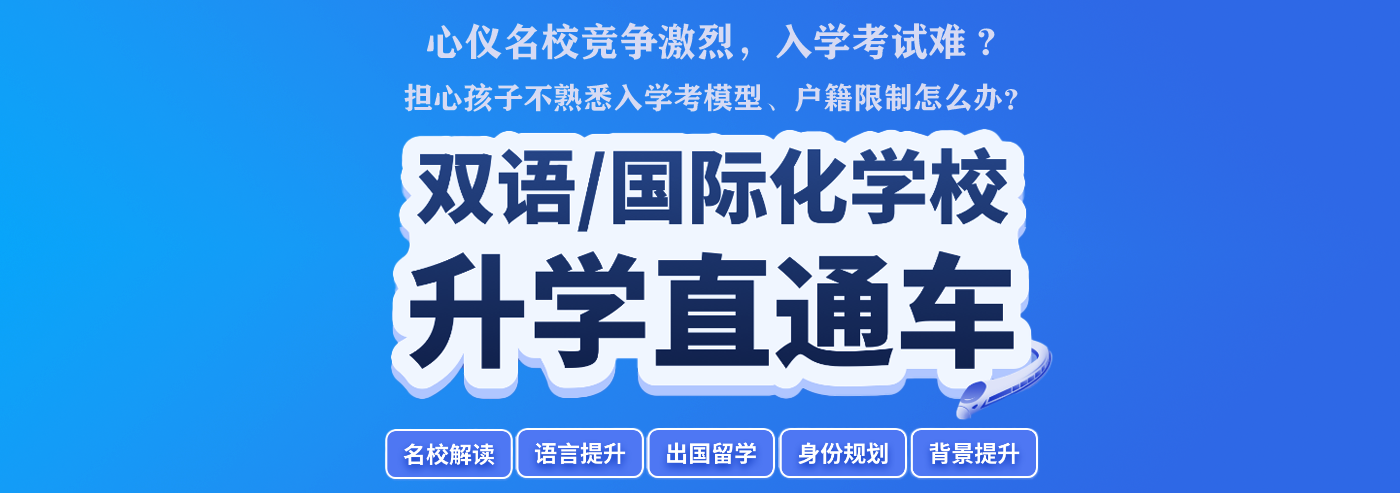 心仪名校竞争激烈，入学考试难？
担心孩子不熟悉入学考模型、户籍限制怎么办？
双语/国际化学校
升学直通车
名校解读 语言提升 出国留学 身份规划 背景提升